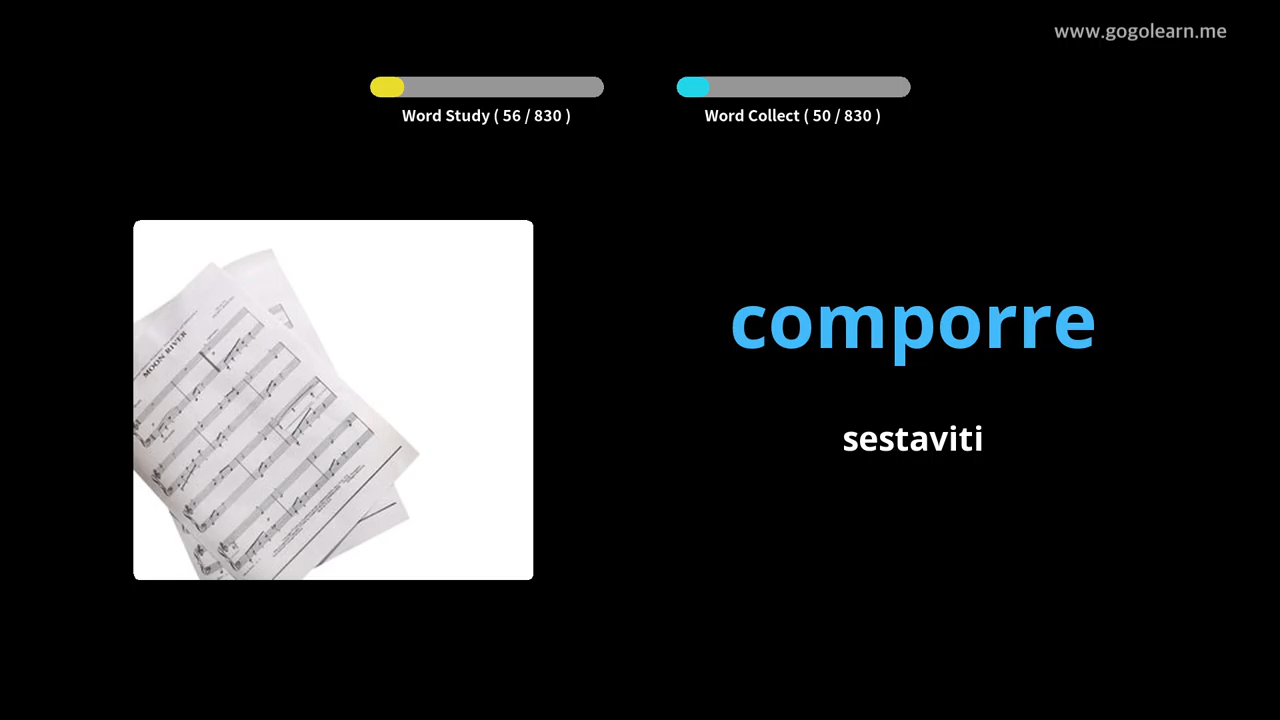 www.gogolearn.me
Word Study ( 56 / 830 )
Word Collect ( 50 / 830 )
MOON RIVER
comporre
sestaviti